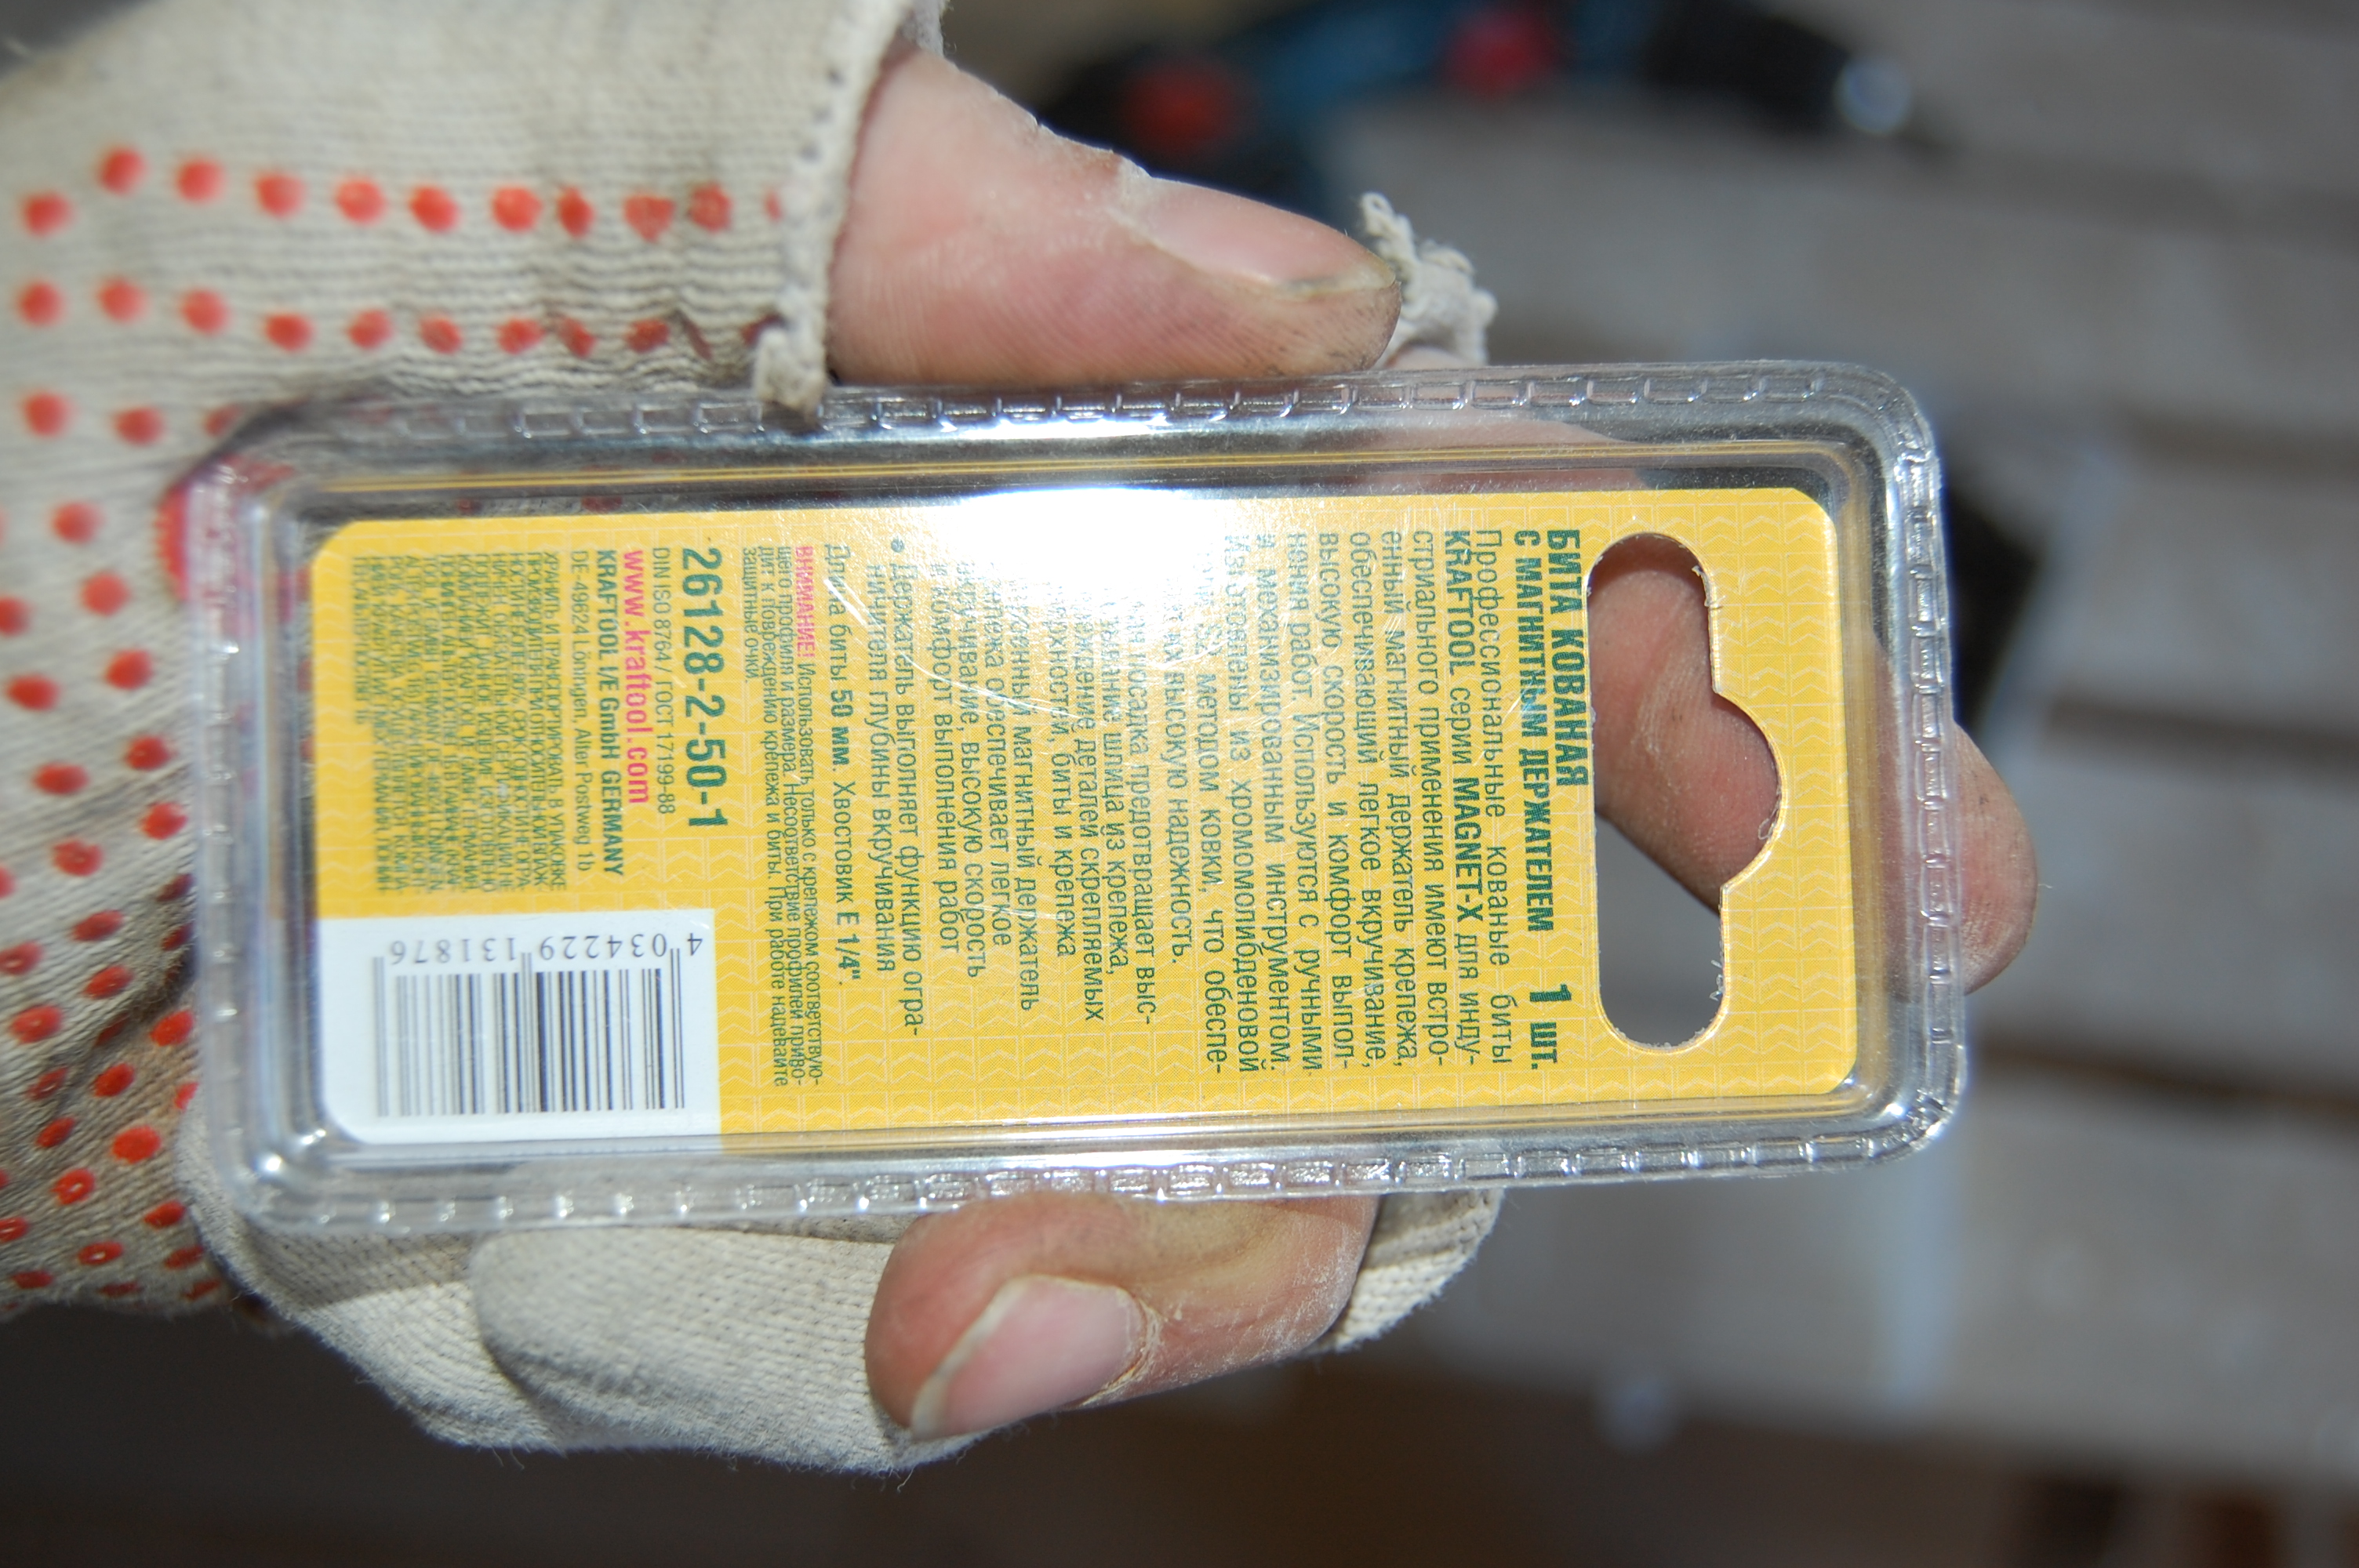 БИТА КОВАНАЯ
С МАГНИТНЫМ ДЕРЖАТЕЛЕМ 1 шт.
Профессиональные кованые биты
KRAFTOOL серии MAGNET-X для инду-
стриального применения имеют встро-
енный магнитный держатель крепежа,
обеспечивающий легкое вкручивание,
высокую скорость и комфорт выпол-
нения работ. Используются с ручными
и механизированным инструментом.
Изготовлены из хромомолибденовой
методом ковки, что обеспе-
высокую надежность.
посадка предотвращает выс-
шлица из крепежа,
деталей скрепляемых
поверхностей, биты и крепежа
магнитный держатель
обеспечивает легкое
вкручивание, высокую скорость
и комфорт выполнения работ
• Держатель выполняет функцию огра-
ничителя глубины вкручивания
Длина биты 50 мм. Хвостовик E 1/4".
ВНИМАНИЕ! Использовать только с крепежом соответствую-
щего профиля и размера. Несоответствие профилей приво-
дит к повреждению крепежа и биты. При работе надевайте
защитные очки.
26128-2-50-1
DIN ISO 8764 / ГОСТ 17199-88
www.kraftool.com
KRAFTOOL I/E GmbH GERMANY
DE-49624 Löningen, Alter Postweg 1b
ХРАНИТЬ И ТРАНСПОРТИРОВАТЬ В УПАКОВКЕ
4 034229 131876